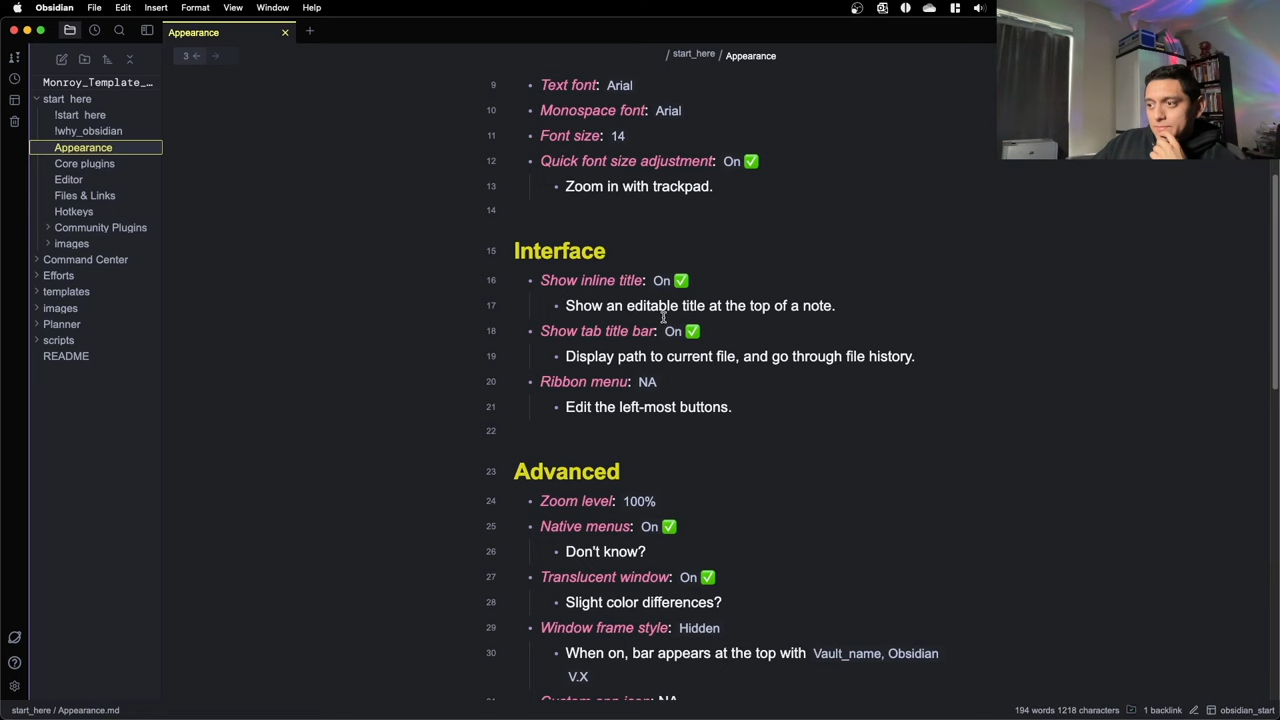 Obsidian File Edit Insert Format View Window Help
Appearance
3
/ start_here / Appearance
Monroy_Template_...
start here
!start here
!why_obsidian
Appearance
Core plugins
Editor
Files & Links
Hotkeys
Community Plugins
images
Command Center
Efforts
templates
images
Planner
scripts
README
9 Text font: Arial
10 Monospace font: Arial
11 Font size: 14
12 Quick font size adjustment: On ✅
13 Zoom in with trackpad.
14
15 Interface
16 Show inline title: On ✅
17 Show an editable title at the top of a note.
18 Show tab title bar: On ✅
19 Display path to current file, and go through file history.
20 Ribbon menu: NA
21 Edit the left-most buttons.
22
23 Advanced
24 Zoom level: 100%
25 Native menus: On ✅
26 Don't know?
27 Translucent window: On ✅
28 Slight color differences?
29 Window frame style: Hidden
30 When on, bar appears at the top with Vault_name, Obsidian
V.X
Custom app icon: NA
start_here / Appearance.md
194 words 1218 characters 1 backlink obsidian_start